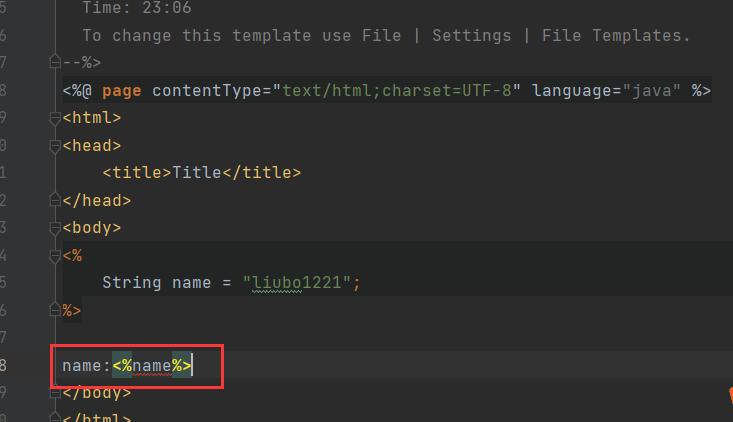 5 Time: 23:06
6 To change this template use File | Settings | File Templates.
7 --%>
8 <%@ page contentType="text/html;charset=UTF-8" language="java" %>
9 <html>
0 <head>
1 <title>Title</title>
2 </head>
3 <body>
4 <%
5 String name = "liubo1221";
6 %>
7
8 name:<%name%>
9 </body>
0 </html>